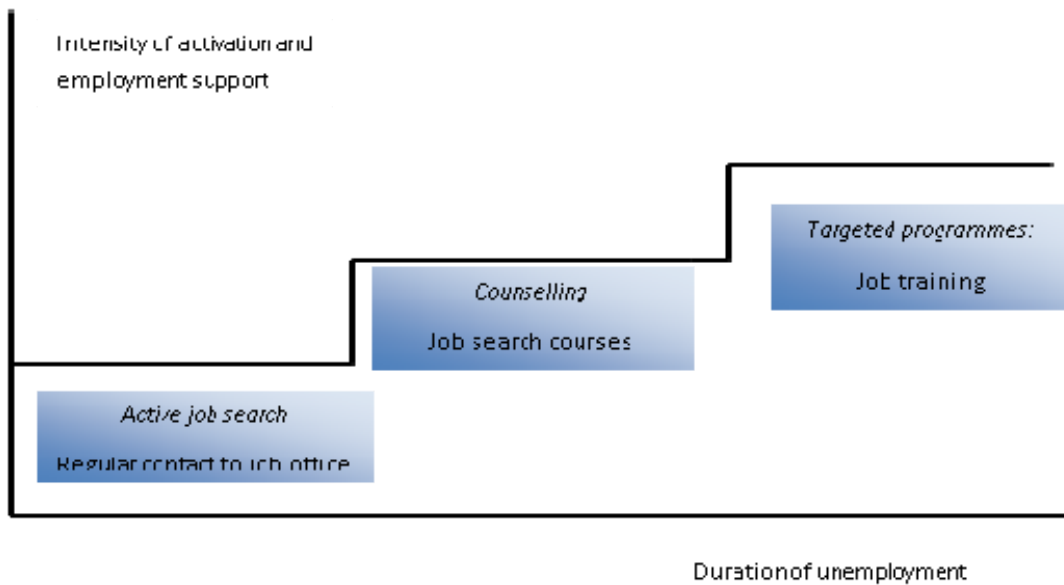 Intensity of activation and
employment support
Targeted programmes:
Job training
Counselling
Job search courses
Active job search
Regular contact to job office
Duration of unemployment